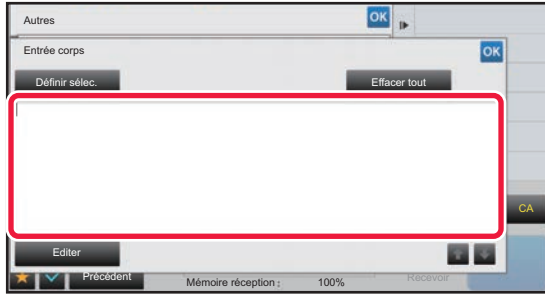 Autres OK
Entrée corps OK
Définir sélec. Effacer tout
CA
Editer
Précédent Recevoir
Mémoire réception : 100%